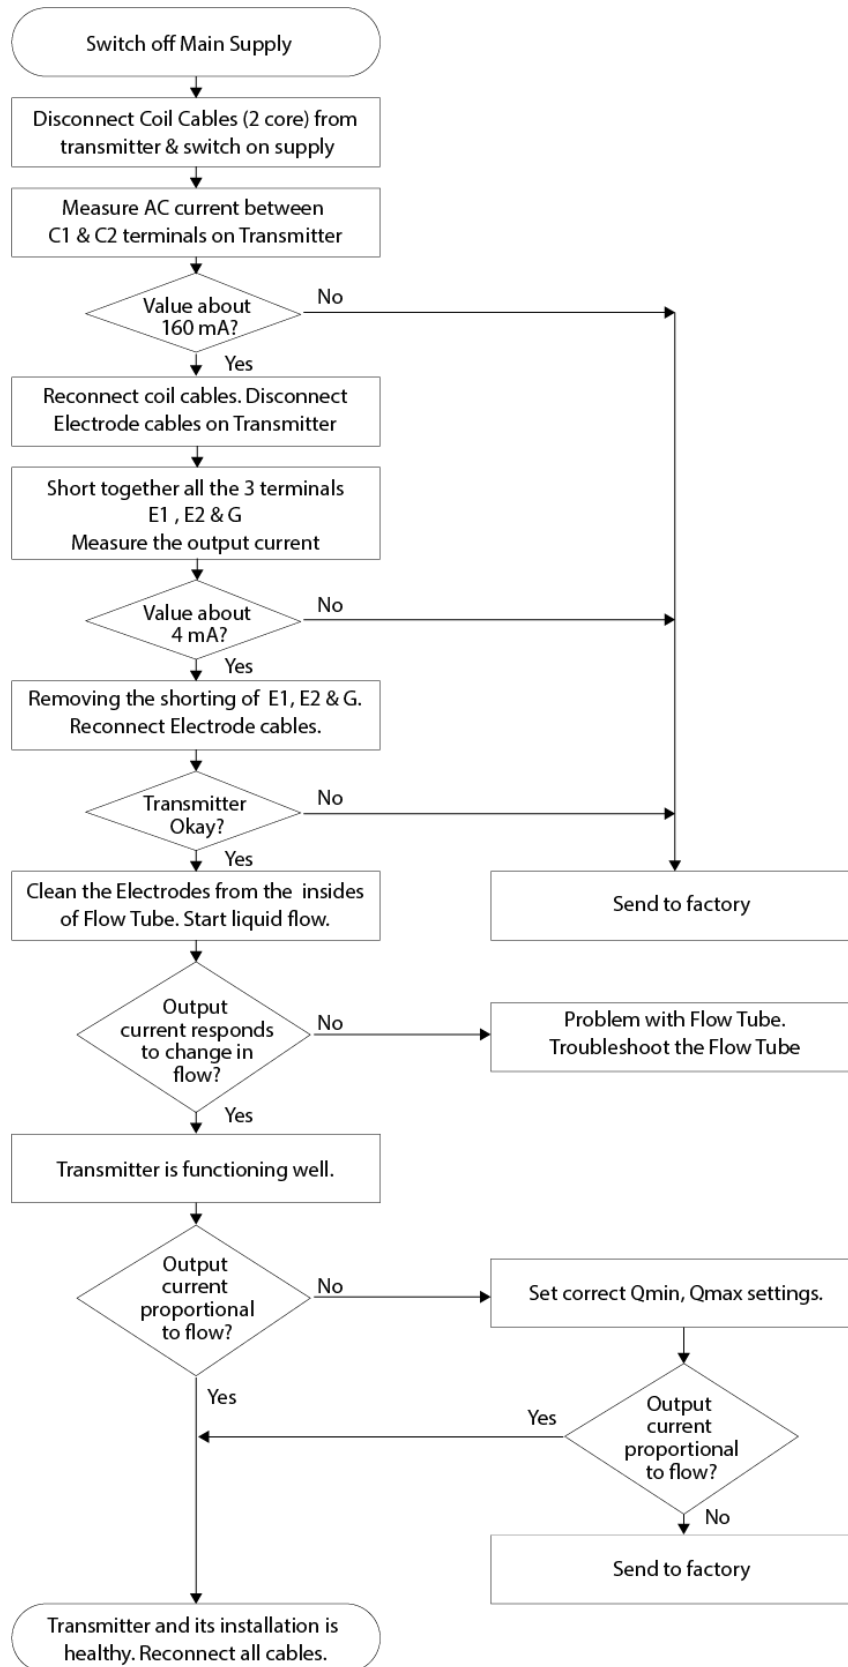 Switch off Main Supply
Disconnect Coil Cables (2 core) from
transmitter & switch on supply
Measure AC current between
C1 & C2 terminals on Transmitter
Value about
160 mA?
No
Yes
Reconnect coil cables. Disconnect
Electrode cables on Transmitter
Short together all the 3 terminals
E1 , E2 & G
Measure the output current
Value about
4 mA?
No
Yes
Removing the shorting of E1, E2 & G.
Reconnect Electrode cables.
Transmitter
Okay?
No
Yes
Clean the Electrodes from the insides
of Flow Tube. Start liquid flow.
Send to factory
Output
current responds
to change in
flow?
No
Problem with Flow Tube.
Troubleshoot the Flow Tube
Yes
Transmitter is functioning well.
Output
current
proportional
to flow?
No
Set correct Qmin, Qmax settings.
Yes
Output
current
proportional
to flow?
Yes
No
Send to factory
Transmitter and its installation is
healthy. Reconnect all cables.